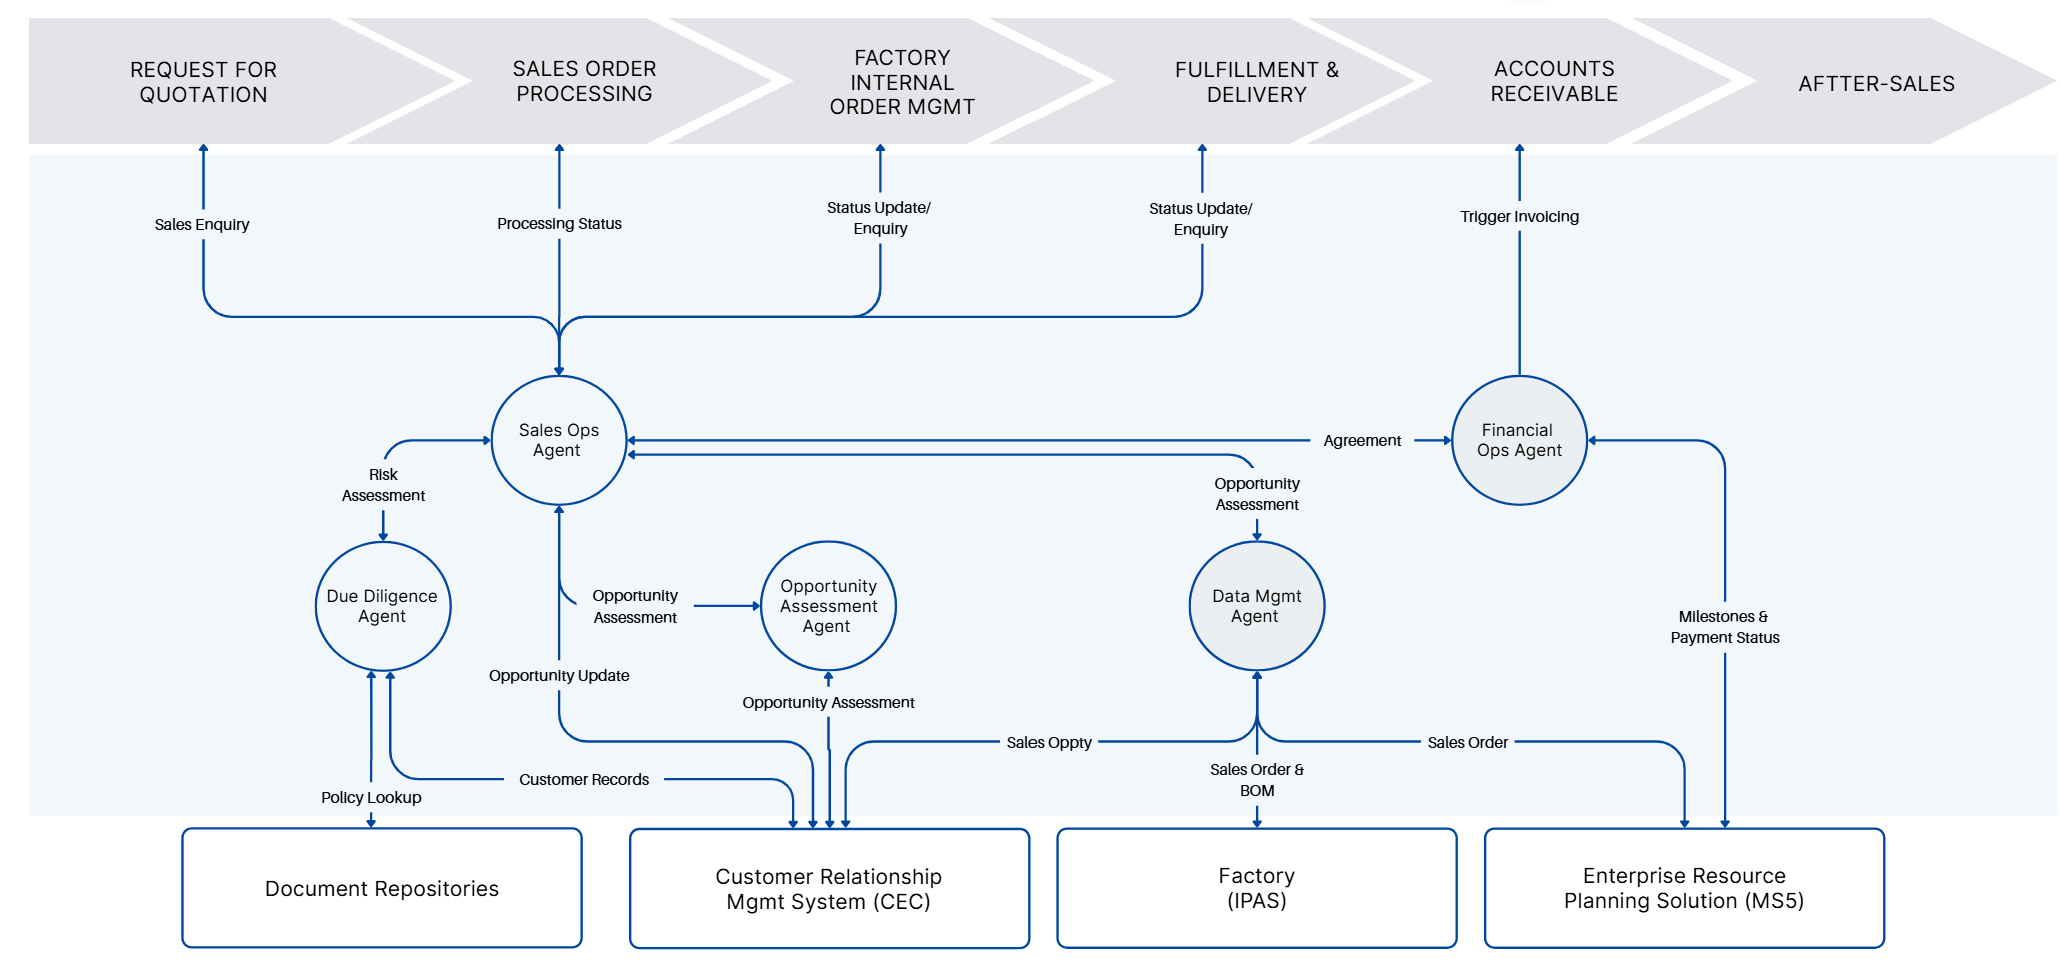 REQUEST FOR
QUOTATION
SALES ORDER
PROCESSING
FACTORY
INTERNAL
ORDER MGMT
FULFILLMENT &
DELIVERY
ACCOUNTS
RECEIVABLE
AFTTER-SALES
Sales Enquiry
Processing Status
Status Update/
Enquiry
Status Update/
Enquiry
Trigger Invoicing
Sales Ops
Agent
Agreement
Financial
Ops Agent
Risk
Assessment
Opportunity
Assessment
Due Diligence
Agent
Opportunity
Assessment
Opportunity
Assessment
Agent
Data Mgmt
Agent
Milestones &
Payment Status
Opportunity Update
Opportunity Assessment
Sales Oppty
Sales Order
Customer Records
Sales Order &
BOM
Policy Lookup
Document Repositories
Customer Relationship
Mgmt System (CEC)
Factory
(IPAS)
Enterprise Resource
Planning Solution (MS5)